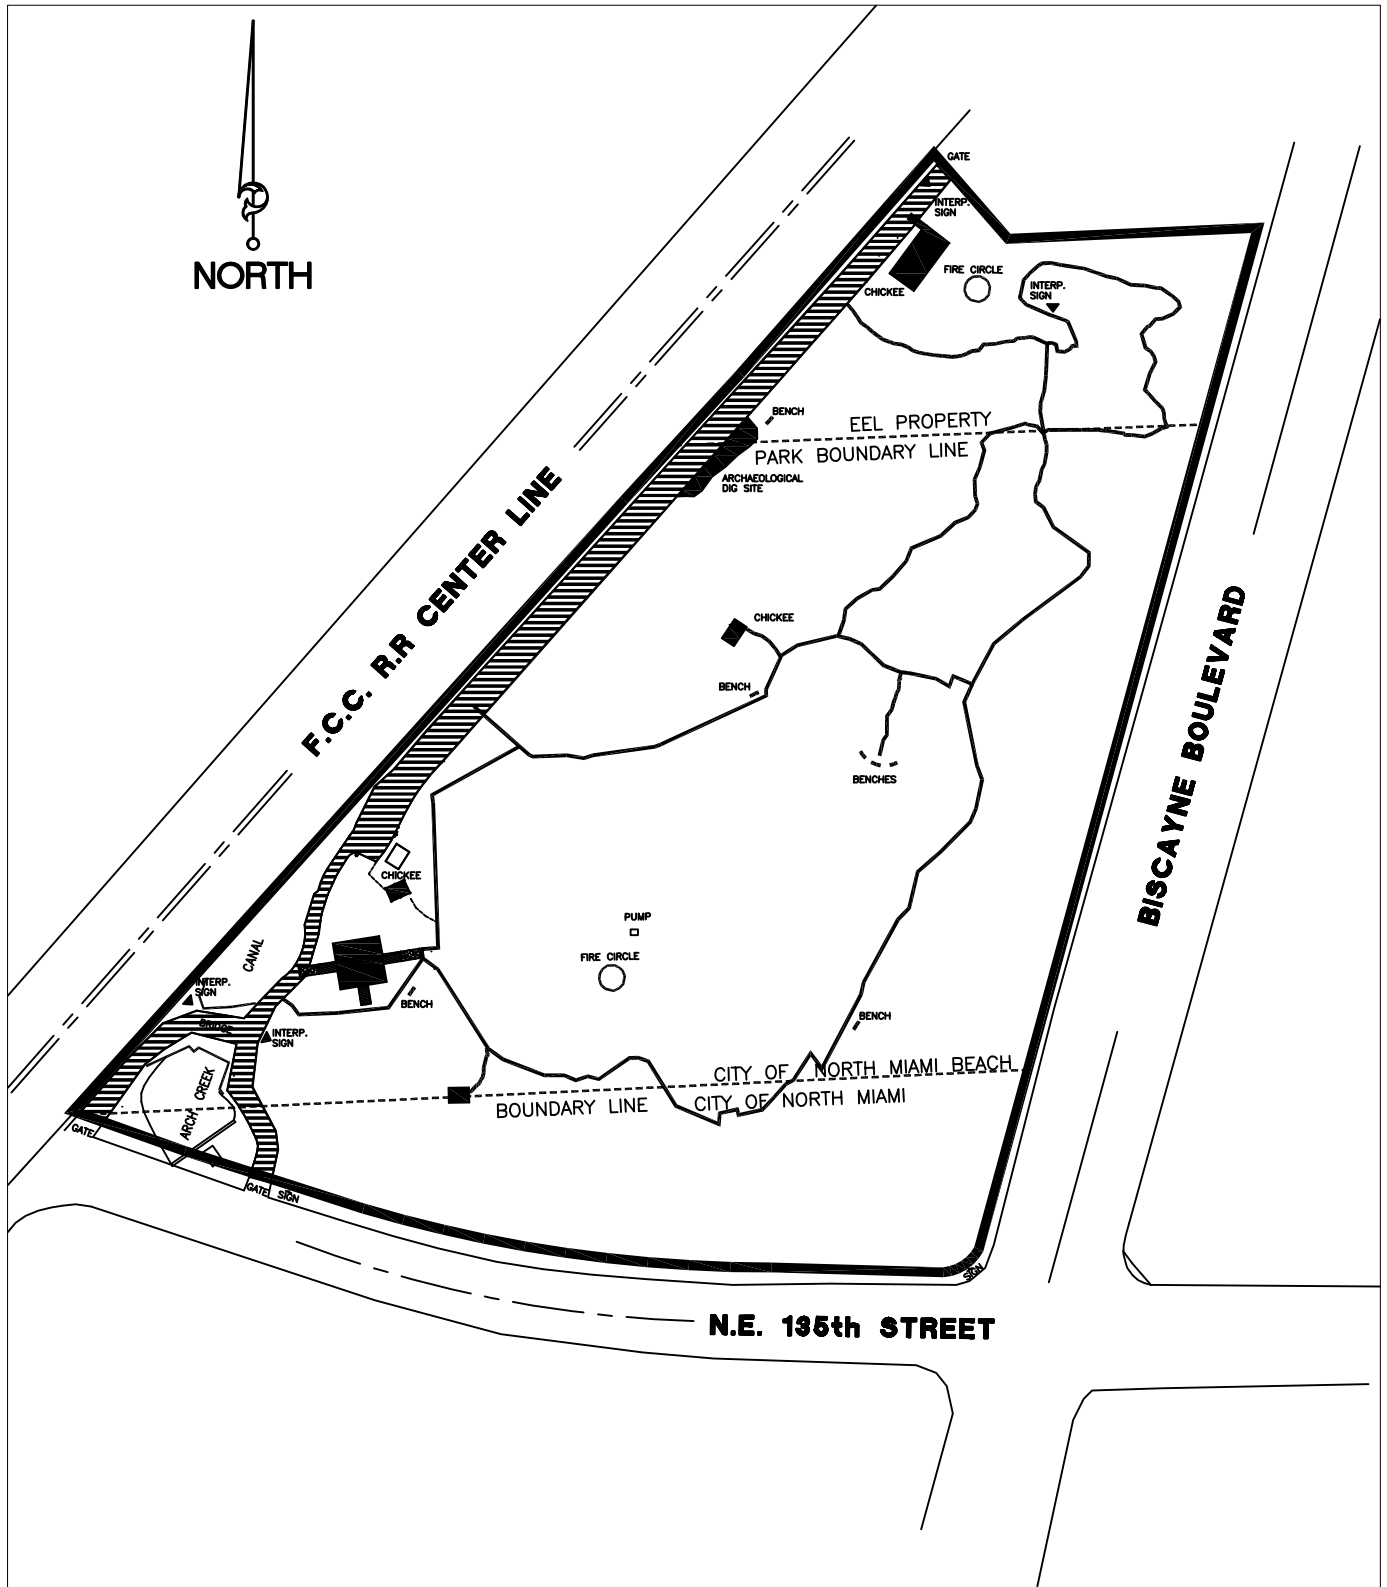 GATE
INTERP.
SIGN
NORTH
FIRE CIRCLE
CHICKEE
INTERP.
SIGN
BENCH
EEL PROPERTY
PARK BOUNDARY LINE
ARCHAEOLOGICAL
DIG SITE
F.C.C. R.R CENTER LINE
CHICKEE
BENCH
BENCHES
BISCAYNE BOULEVARD
CHICKEE
PUMP
FIRE CIRCLE
CANAL
INTERP.
SIGN
BENCH
BENCH
BRIDGE
INTERP.
SIGN
CITY OF NORTH MIAMI BEACH
BOUNDARY LINE
CITY OF NORTH MIAMI
ARCH CREEK
GATE
GATE
SIGN
SIGN
N.E. 135th STREET